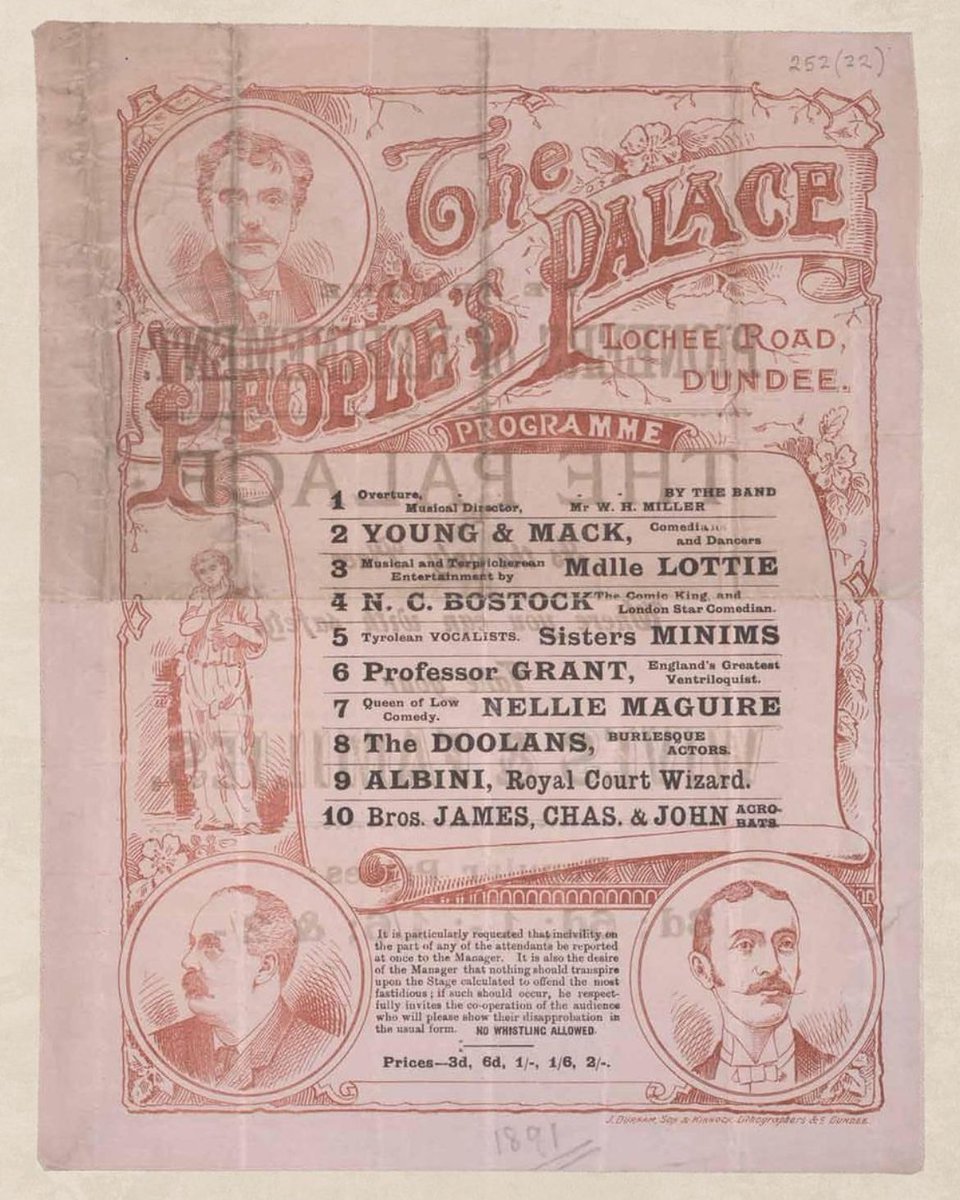 252(22)
The
PEOPLE'S PALACE
LOCHEE ROAD,
DUNDEE.
PROGRAMME
1 Overture, - - - BY THE BAND
Musical Director, Mr W. H. MILLER
2 YOUNG & MACK, Comedians
and Dancers
3 Musical and Terpsicherean
Entertainment by Mdlle LOTTIE
4 N. C. BOSTOCK The Comic King, and
London Star Comedian.
5 Tyrolean VOCALISTS. Sisters MINIMS
6 Professor GRANT, England's Greatest
Ventriloquist.
7 Queen of Low
Comedy. NELLIE MAGUIRE
8 The DOOLANS, BURLESQUE
ACTORS.
9 ALBINI, Royal Court Wizard.
10 Bros. JAMES, CHAS. & JOHN ACRO-
BATS.
It is particularly requested that incivility on
the part of any of the attendants be reported
at once to the Manager. It is also the desire
of the Manager that nothing should transpire
upon the Stage calculated to offend the most
fastidious; if such should occur, he respect-
fully invites the co-operation of the audience
who will please show their disapprobation in
the usual form. NO WHISTLING ALLOWED.
Prices—3d, 6d, 1/-, 1/6, 2/-.
J. DURHAM, SON & KINNOCH. Lithographers &c DUNDEE.
1891